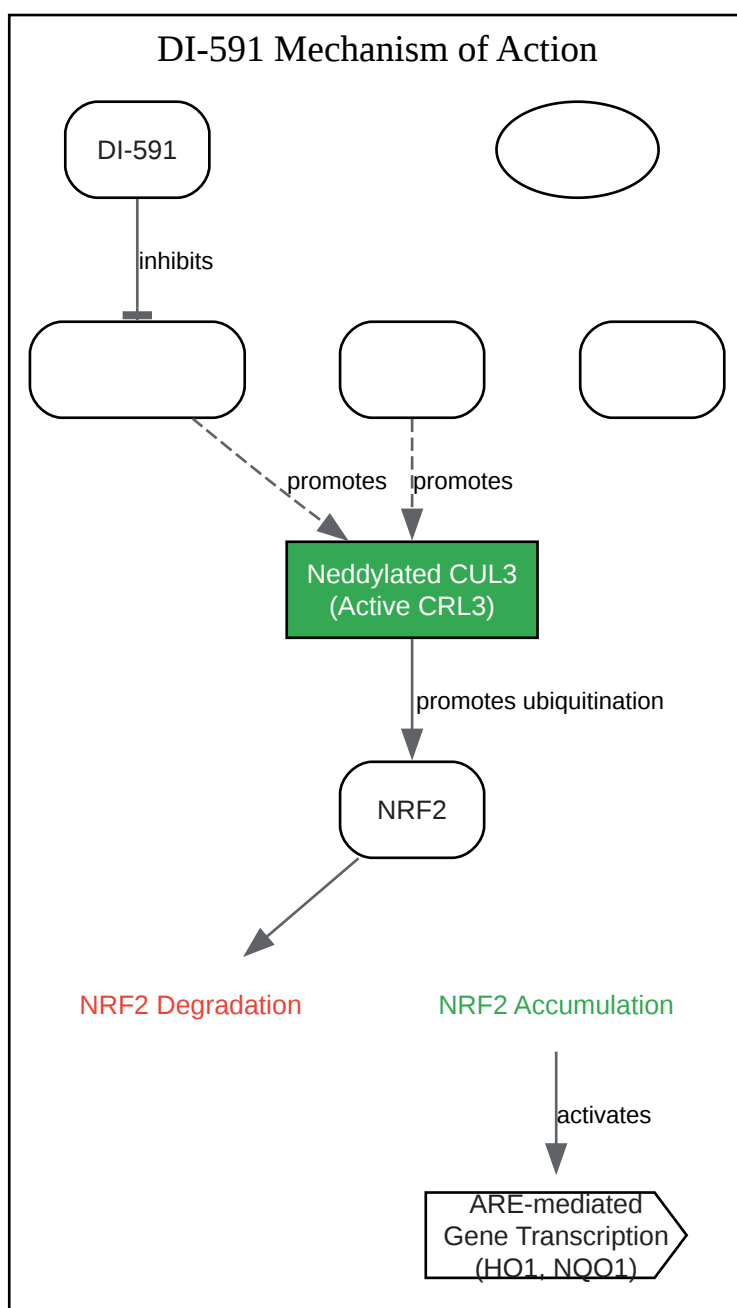 DI-591 Mechanism of Action
DI-591
inhibits
promotes
promotes
Neddylated CUL3
(Active CRL3)
promotes ubiquitination
NRF2
NRF2 Degradation
NRF2 Accumulation
activates
ARE-mediated
Gene Transcription
(HO1, NQO1)